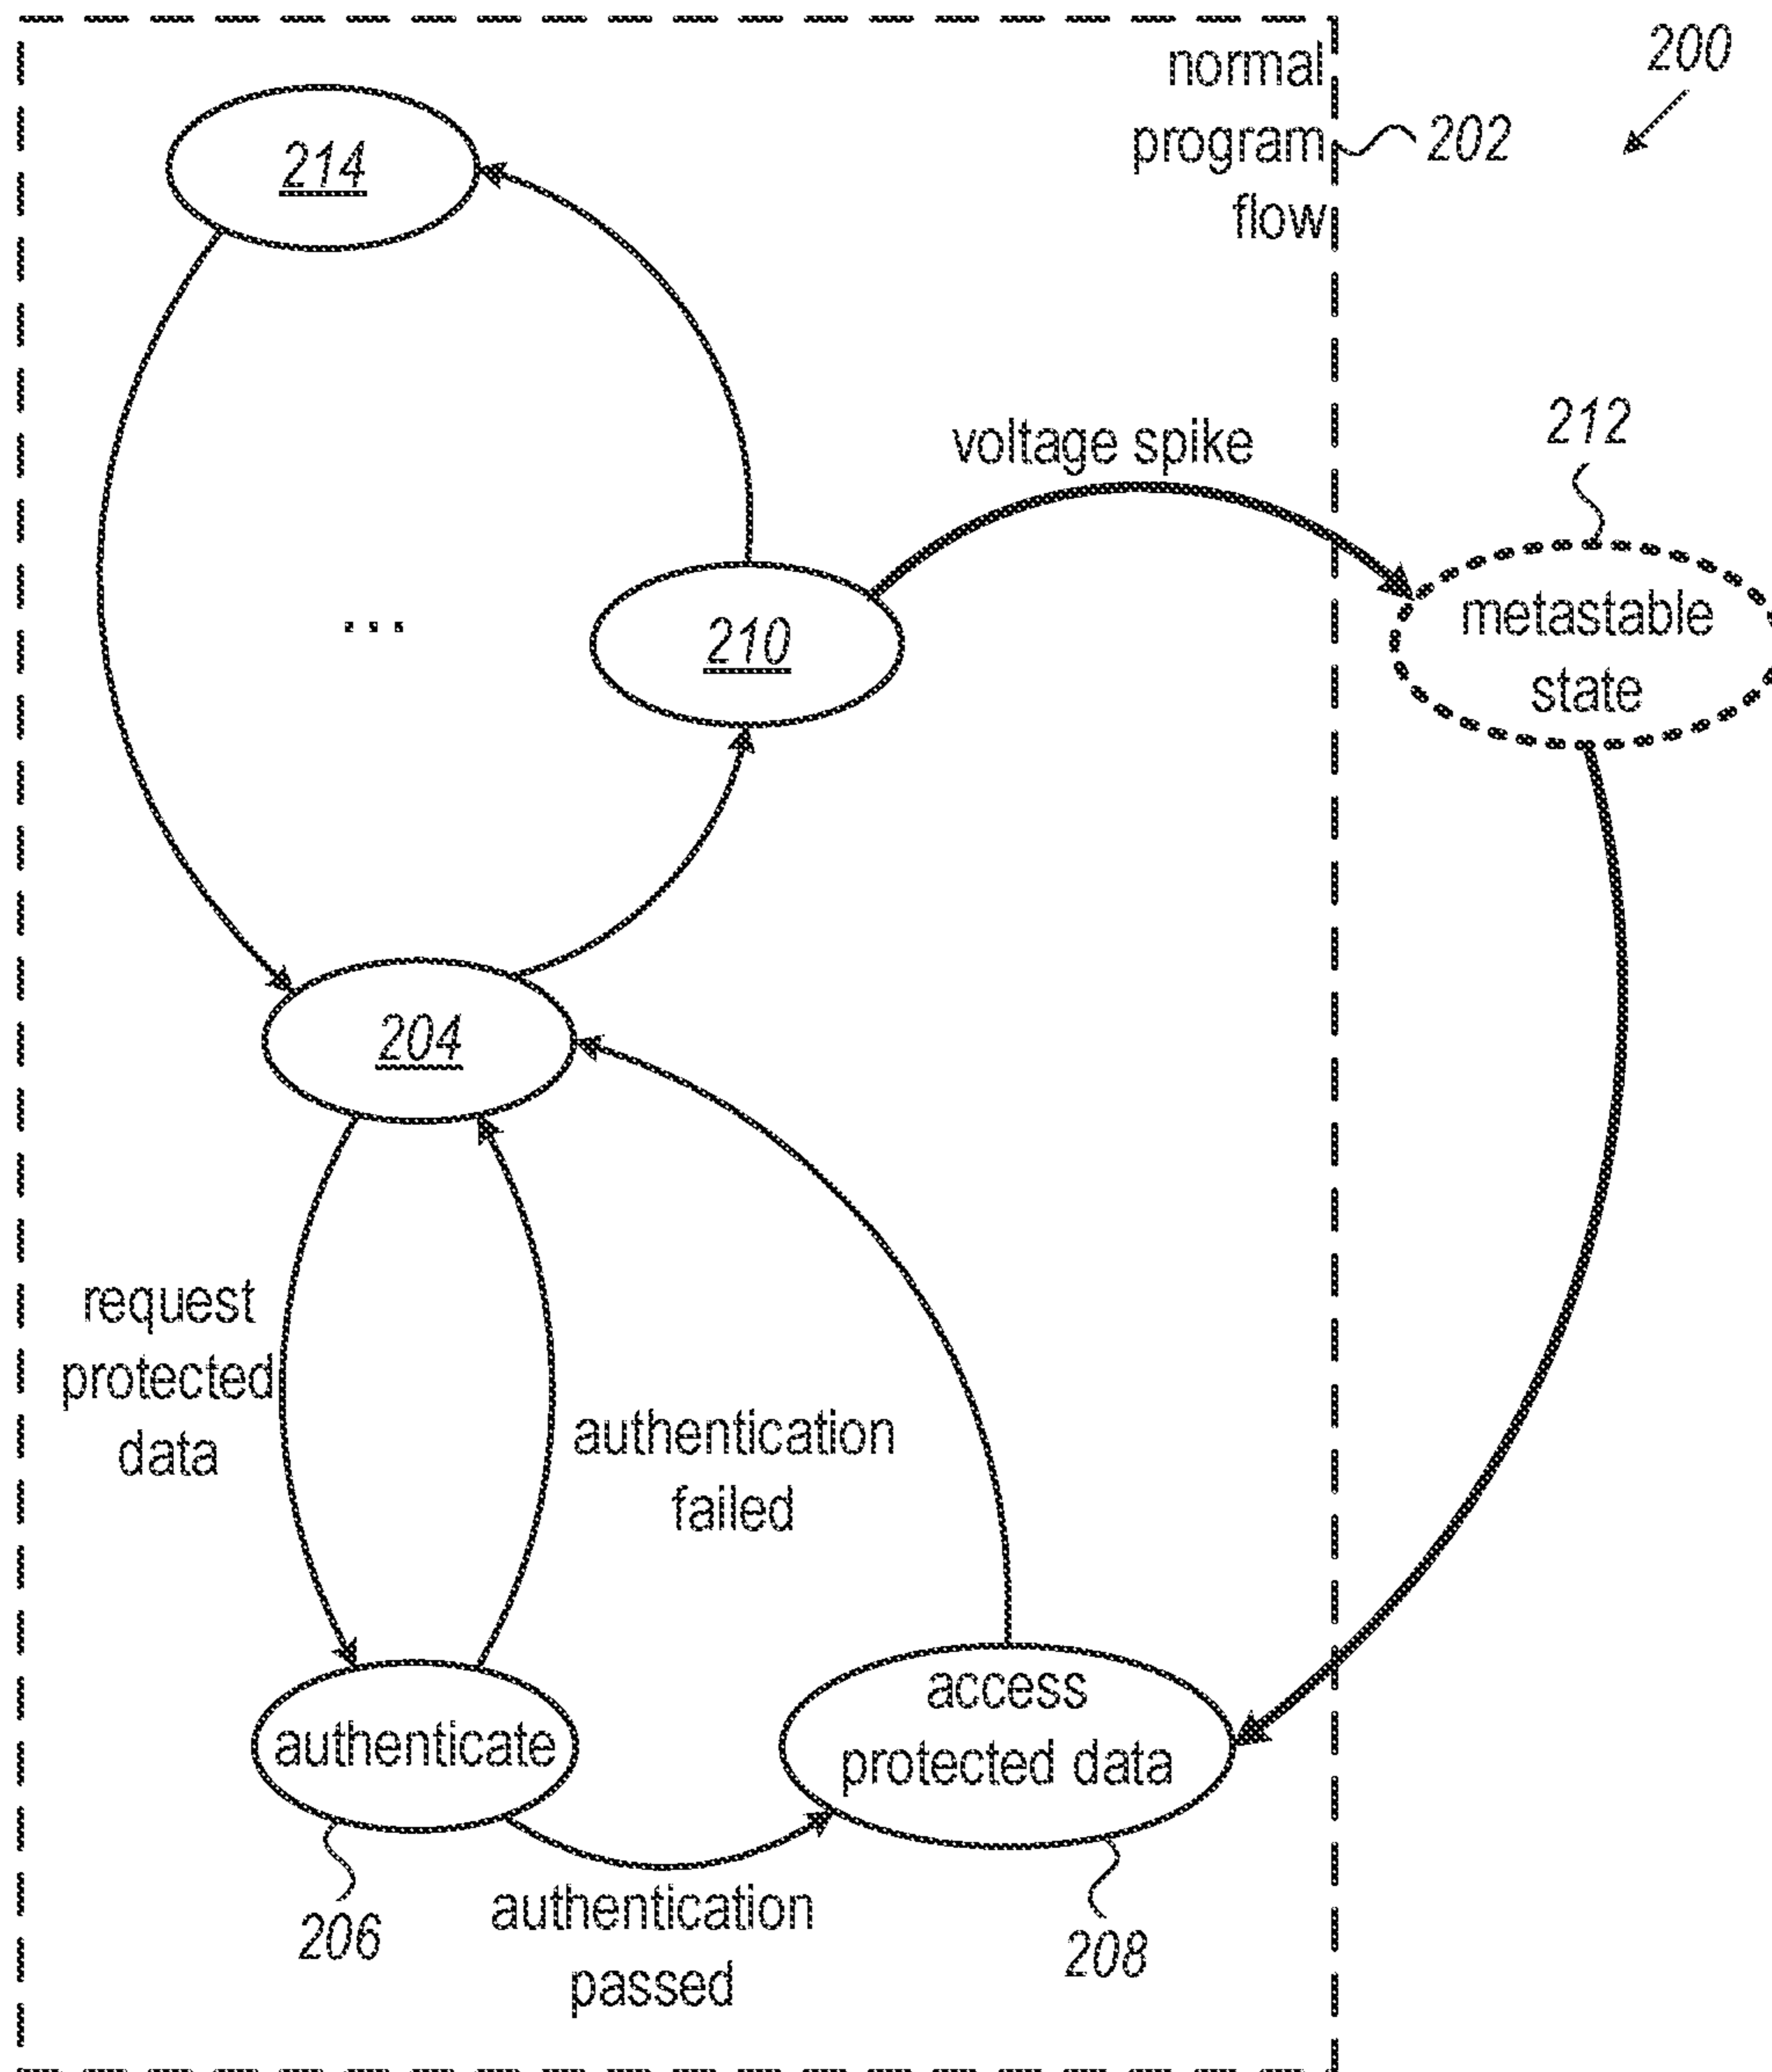 normal
program
flow
200
202
214
voltage spike
212
...
210
metastable
state
204
request
protected
data
authentication
failed
authenticate
access
protected data
206
authentication
passed
208